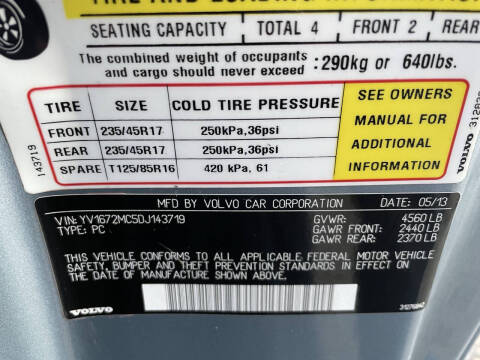 TIRE AND LOADING INFORMATION
SEATING CAPACITY TOTAL 4 FRONT 2 REAR
The combined weight of occupants
and cargo should never exceed :290kg or 640lbs.
TIRE SIZE COLD TIRE PRESSURE
FRONT 235/45R17 250kPa,36psi
REAR 235/45R17 250kPa,36psi
SPARE T125/85R16 420 kPa, 61
SEE OWNERS
MANUAL FOR
ADDITIONAL
INFORMATION
143719
VOLVO
MFD BY VOLVO CAR CORPORATION DATE: 05/13
VIN: YV1672MC5DJ143719 GVWR: 4560 LB
TYPE: PC GAWR FRONT: 2440 LB
GAWR REAR: 2370 LB
THIS VEHICLE CONFORMS TO ALL APPLICABLE FEDERAL MOTOR VEHICLE
SAFETY, BUMPER AND THEFT PREVENTION STANDARDS IN EFFECT ON
THE DATE OF MANUFACTURE SHOWN ABOVE.
VOLVO